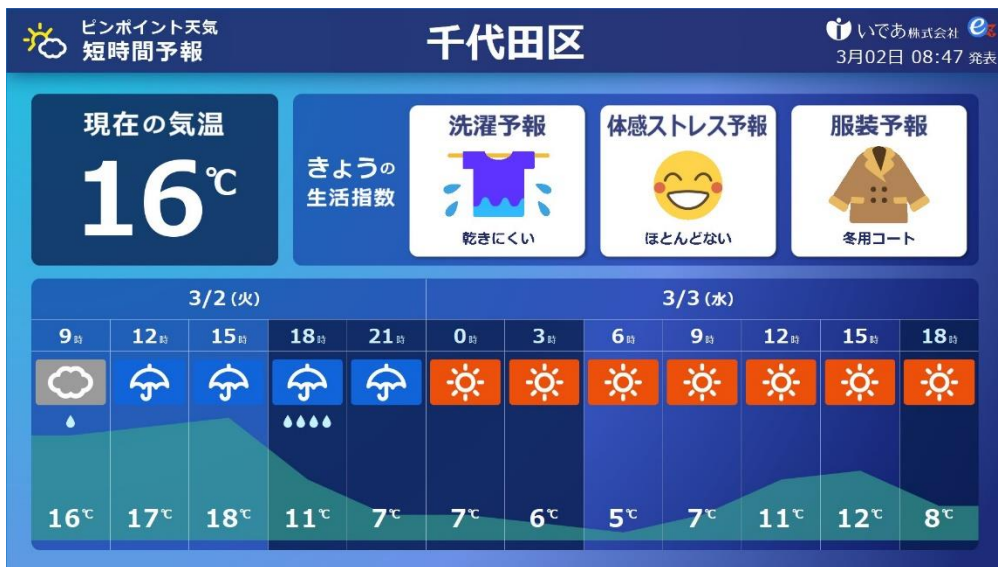 ピンポイント天気
短時間予報
千代田区
いであ株式会社
3月02日 08:47 発表
現在の気温
16℃
きょうの
生活指数
洗濯予報
乾きにくい
体感ストレス予報
ほとんどない
服装予報
冬用コート
3/2(火) 3/3(水)
9時 12時 15時 18時 21時 0時 3時 6時 9時 12時 15時 18時
16℃ 17℃ 18℃ 11℃ 7℃ 7℃ 6℃ 5℃ 7℃ 11℃ 12℃ 8℃